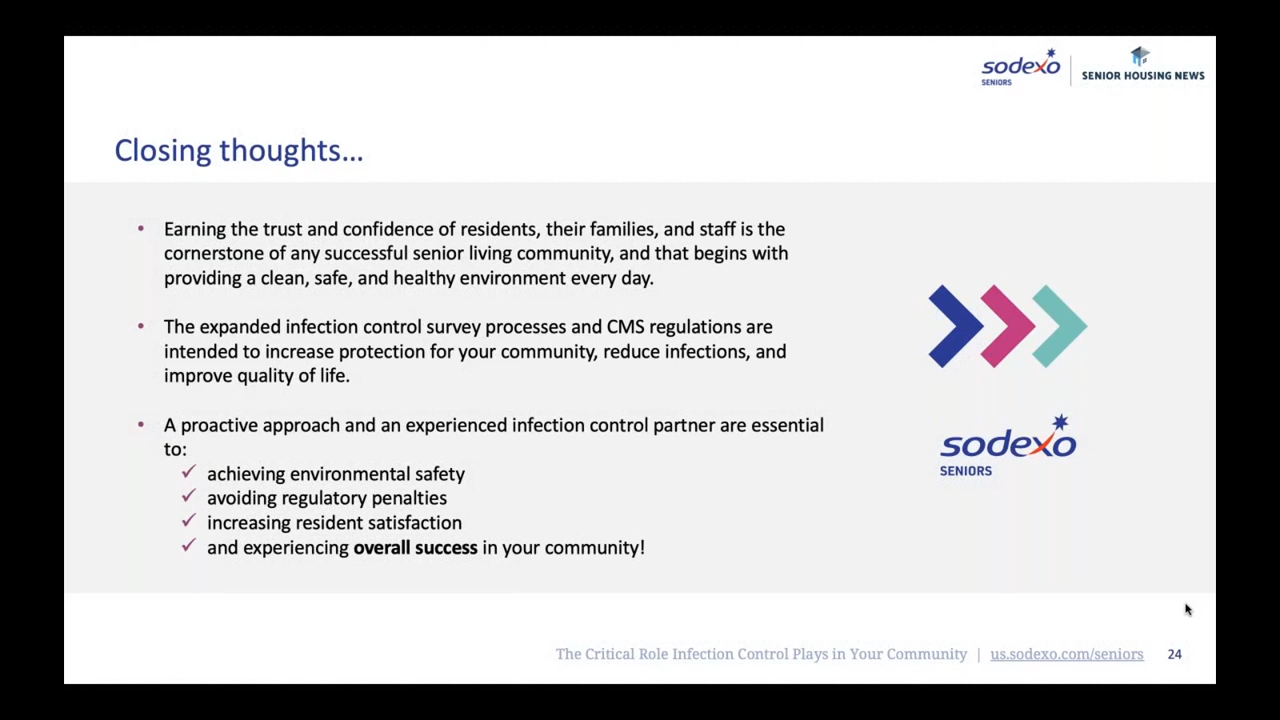 sodexo
SENIORS
SENIOR HOUSING NEWS
Closing thoughts...
• Earning the trust and confidence of residents, their families, and staff is the
cornerstone of any successful senior living community, and that begins with
providing a clean, safe, and healthy environment every day.
• The expanded infection control survey processes and CMS regulations are
intended to increase protection for your community, reduce infections, and
improve quality of life.
• A proactive approach and an experienced infection control partner are essential
to:
✓ achieving environmental safety
✓ avoiding regulatory penalties
✓ increasing resident satisfaction
✓ and experiencing overall success in your community!
sodexo
SENIORS
The Critical Role Infection Control Plays in Your Community | us.sodexo.com/seniors 24